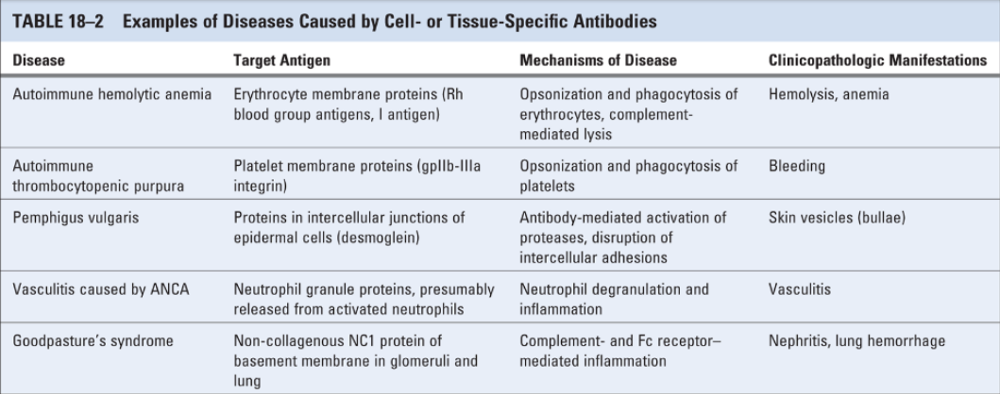 TABLE 18–2 Examples of Diseases Caused by Cell- or Tissue-Specific Antibodies
Disease Target Antigen Mechanisms of Disease Clinicopathologic Manifestations
Autoimmune hemolytic anemia Erythrocyte membrane proteins (Rh Opsonization and phagocytosis of Hemolysis, anemia
blood group antigens, I antigen) erythrocytes, complement-
mediated lysis
Autoimmune Platelet membrane proteins (gpIIb-IIIa Opsonization and phagocytosis of Bleeding
thrombocytopenic purpura integrin) platelets
Pemphigus vulgaris Proteins in intercellular junctions of Antibody-mediated activation of Skin vesicles (bullae)
epidermal cells (desmoglein) proteases, disruption of
intercellular adhesions
Vasculitis caused by ANCA Neutrophil granule proteins, presumably Neutrophil degranulation and Vasculitis
released from activated neutrophils inflammation
Goodpasture's syndrome Non-collagenous NC1 protein of Complement- and Fc receptor– Nephritis, lung hemorrhage
basement membrane in glomeruli and mediated inflammation
lung